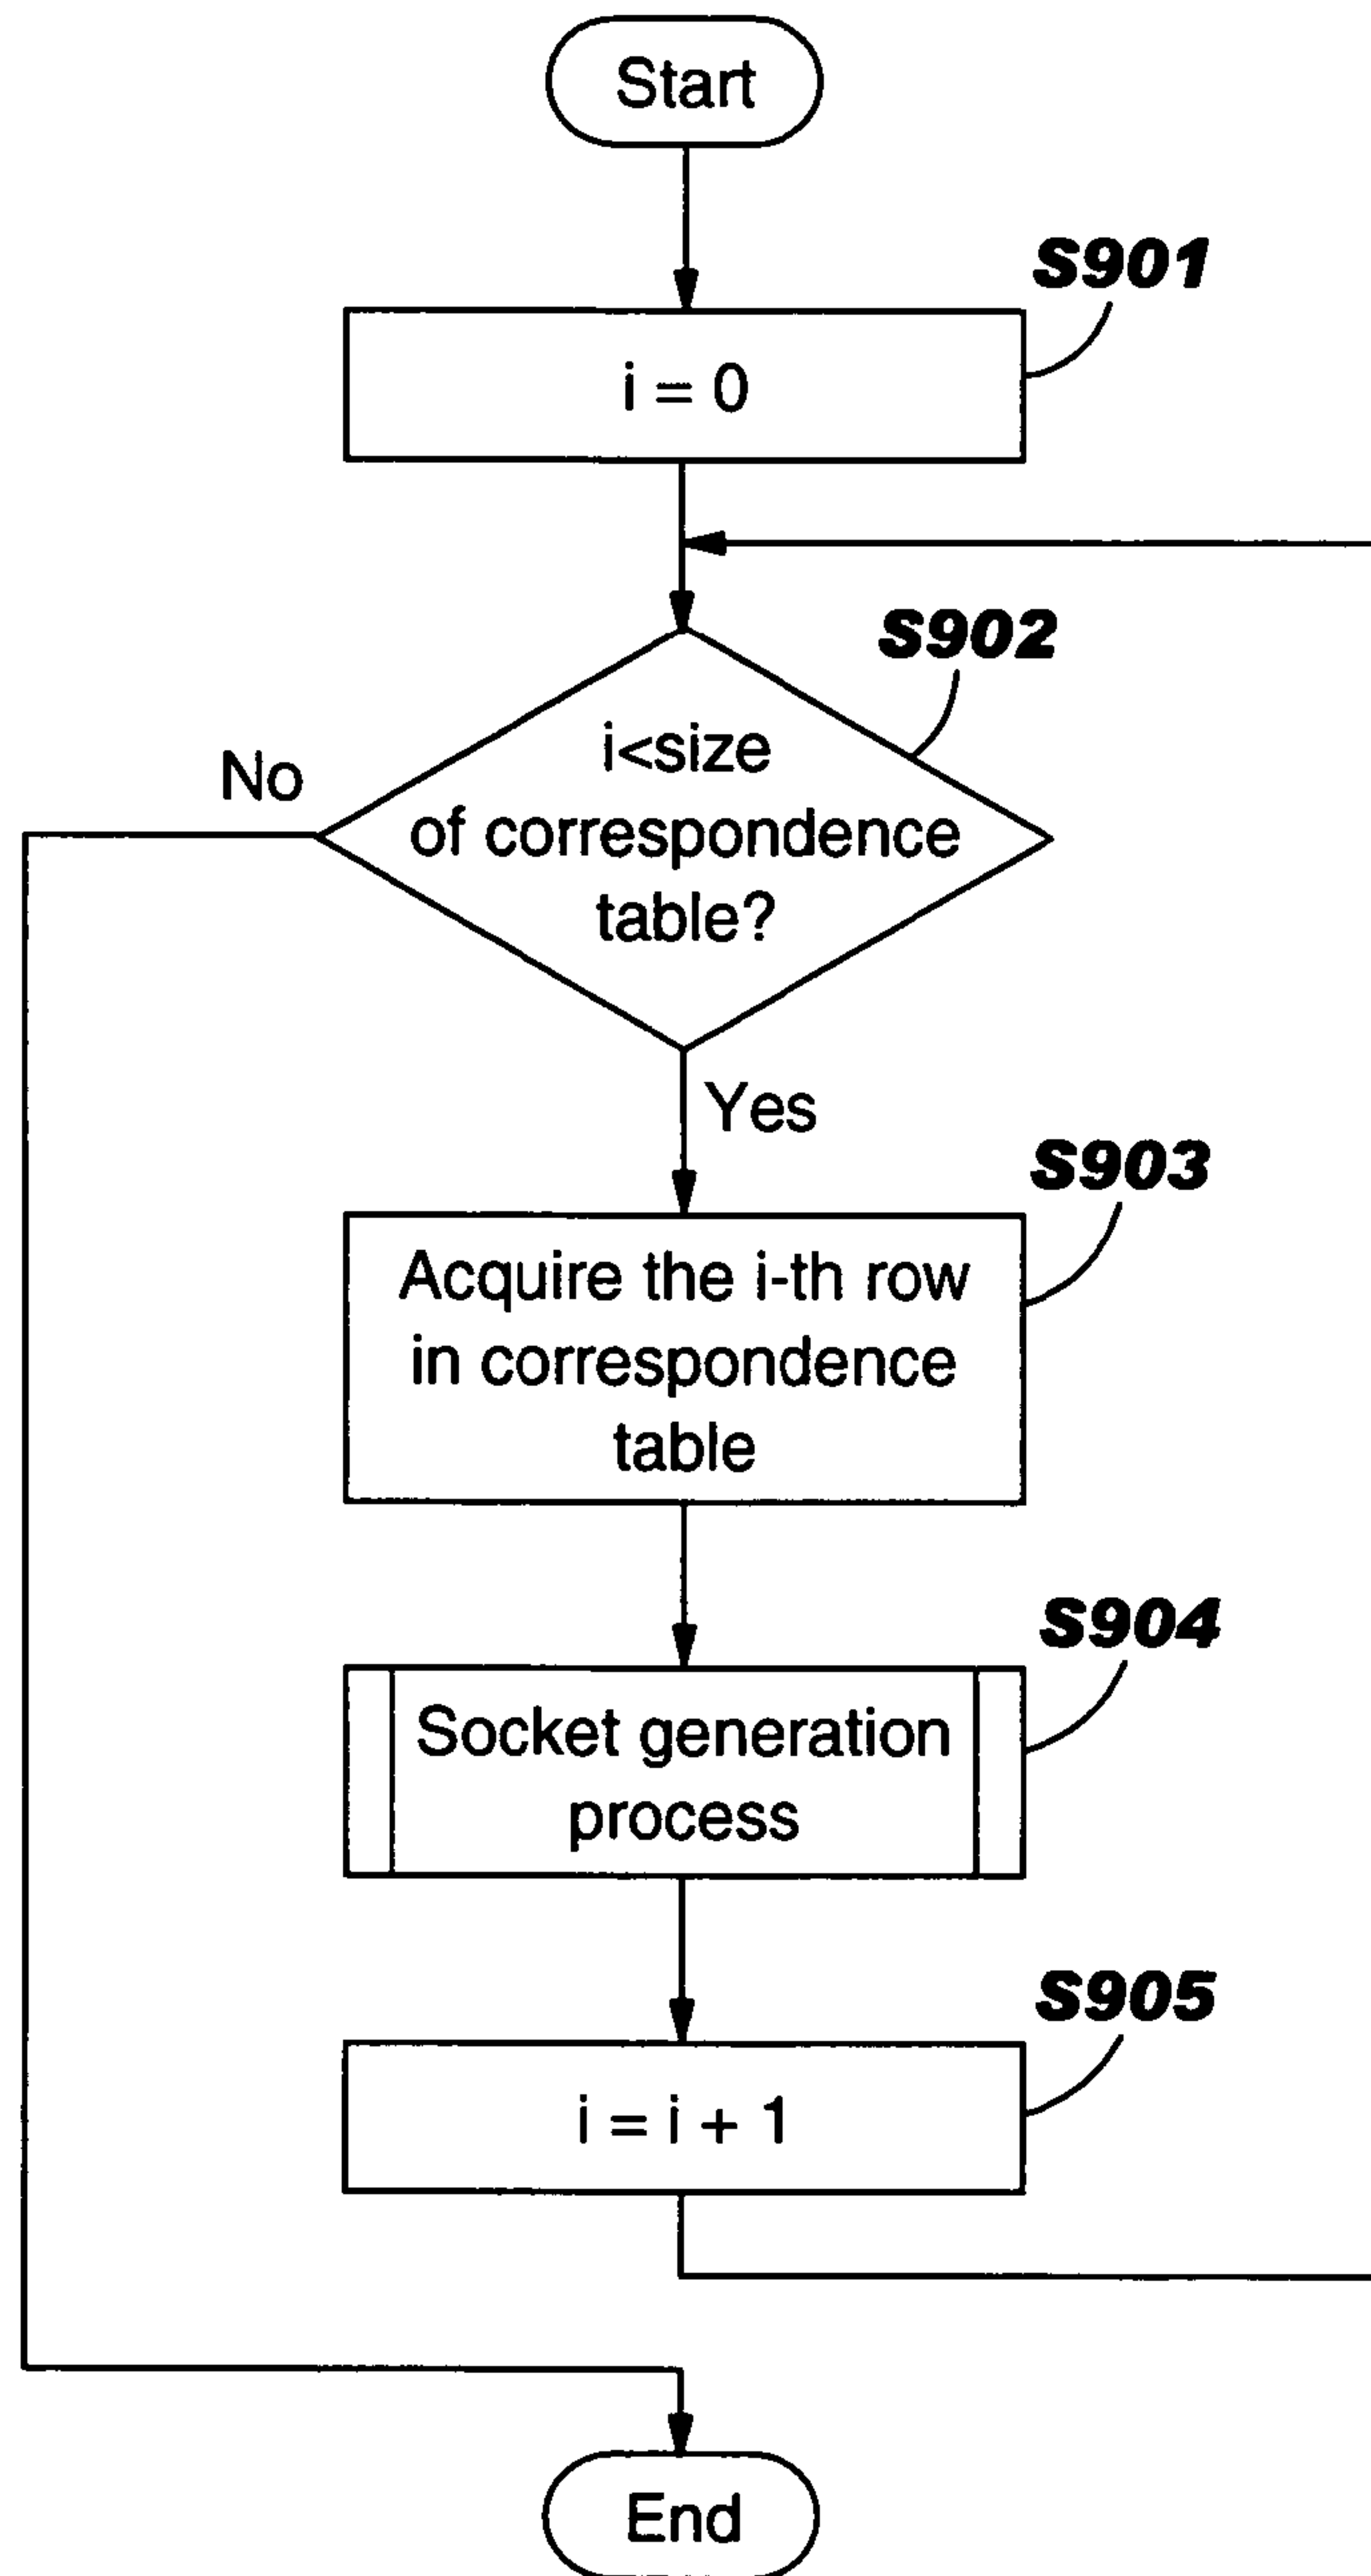 Start
S901
i = 0
S902
No
i<size
of correspondence
table?
Yes
S903
Acquire the i-th row
in correspondence
table
S904
Socket generation
process
S905
i = i + 1
End